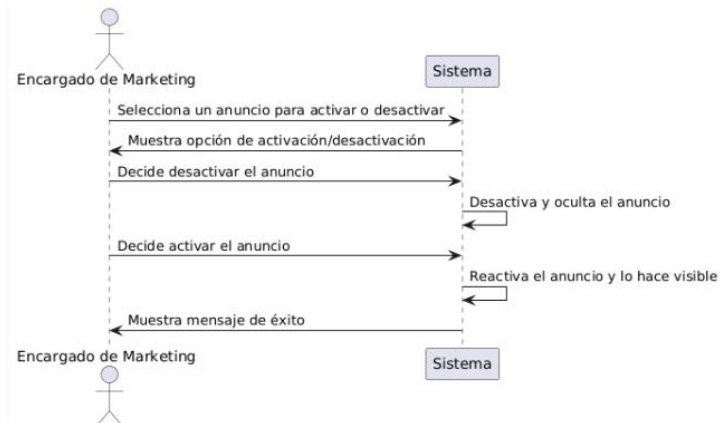 Encargado de Marketing
Sistema
Selecciona un anuncio para activar o desactivar
Muestra opción de activación/desactivación
Decide desactivar el anuncio
Desactiva y oculta el anuncio
Decide activar el anuncio
Reactiva el anuncio y lo hace visible
Muestra mensaje de éxito
Encargado de Marketing
Sistema